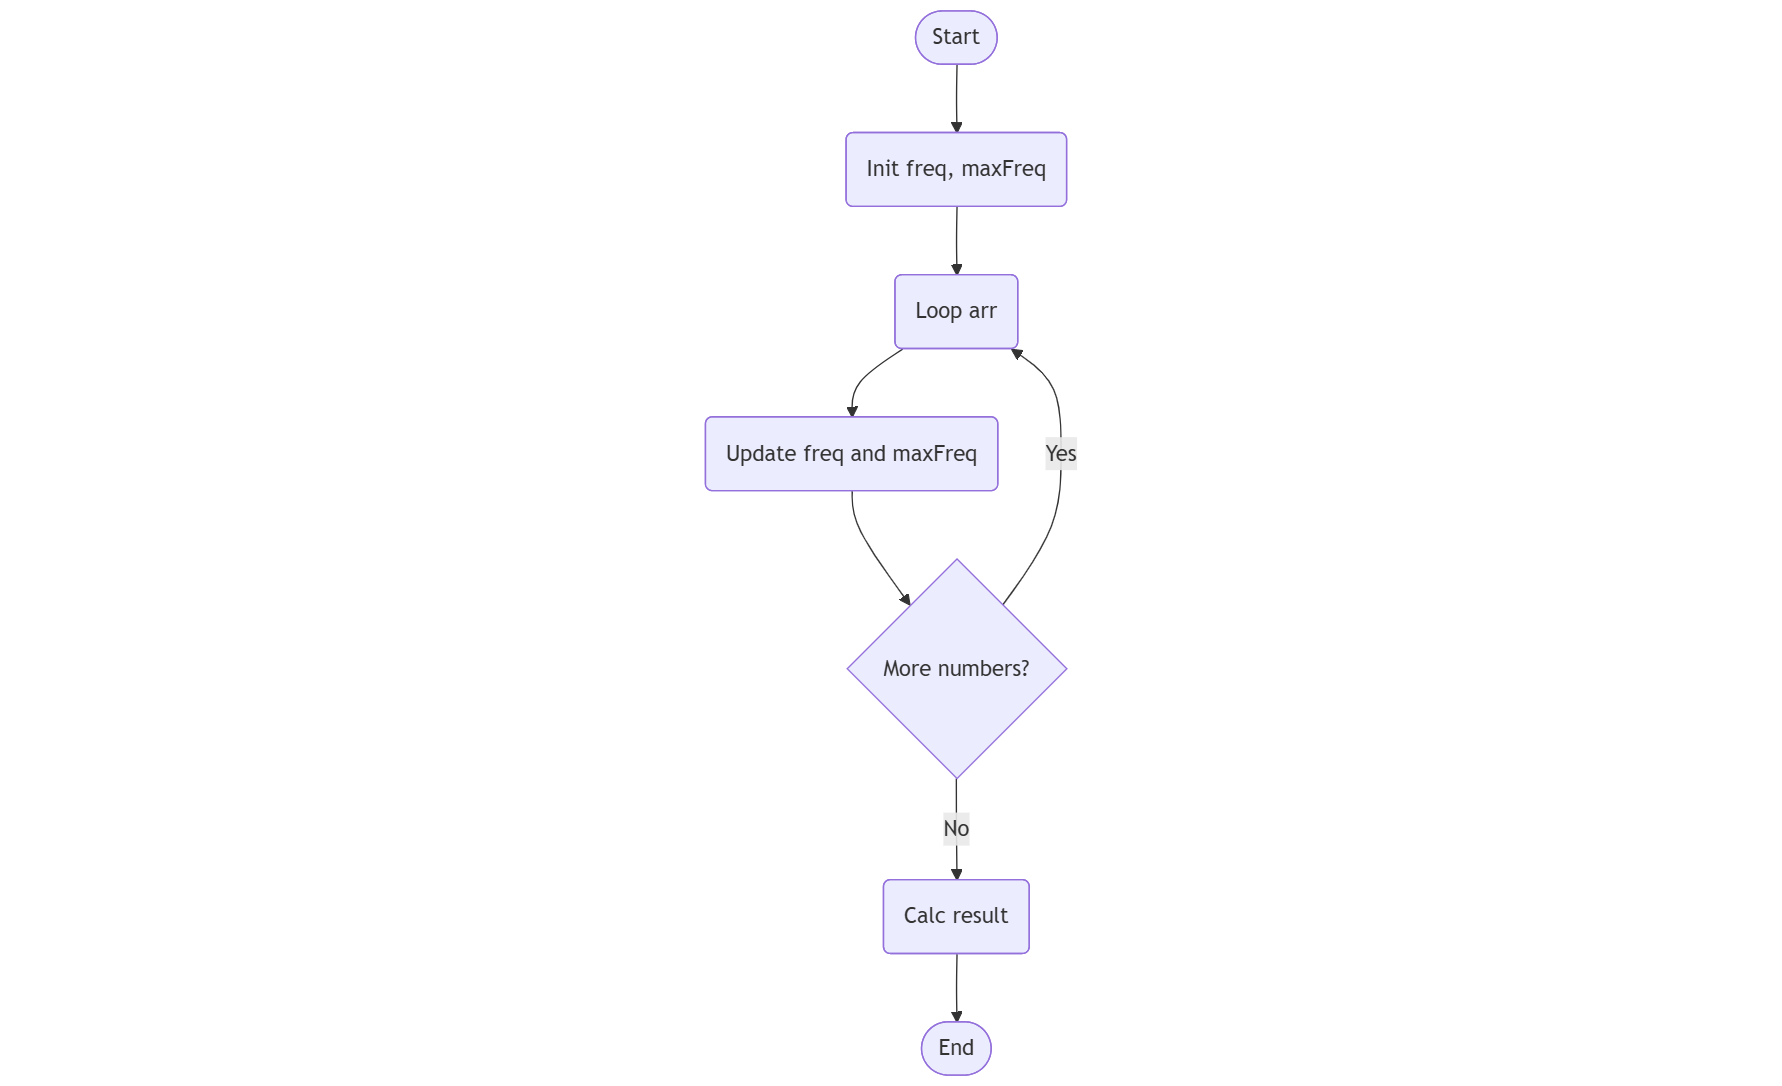 Start
Init freq, maxFreq
Loop arr
Update freq and maxFreq
Yes
More numbers?
No
Calc result
End